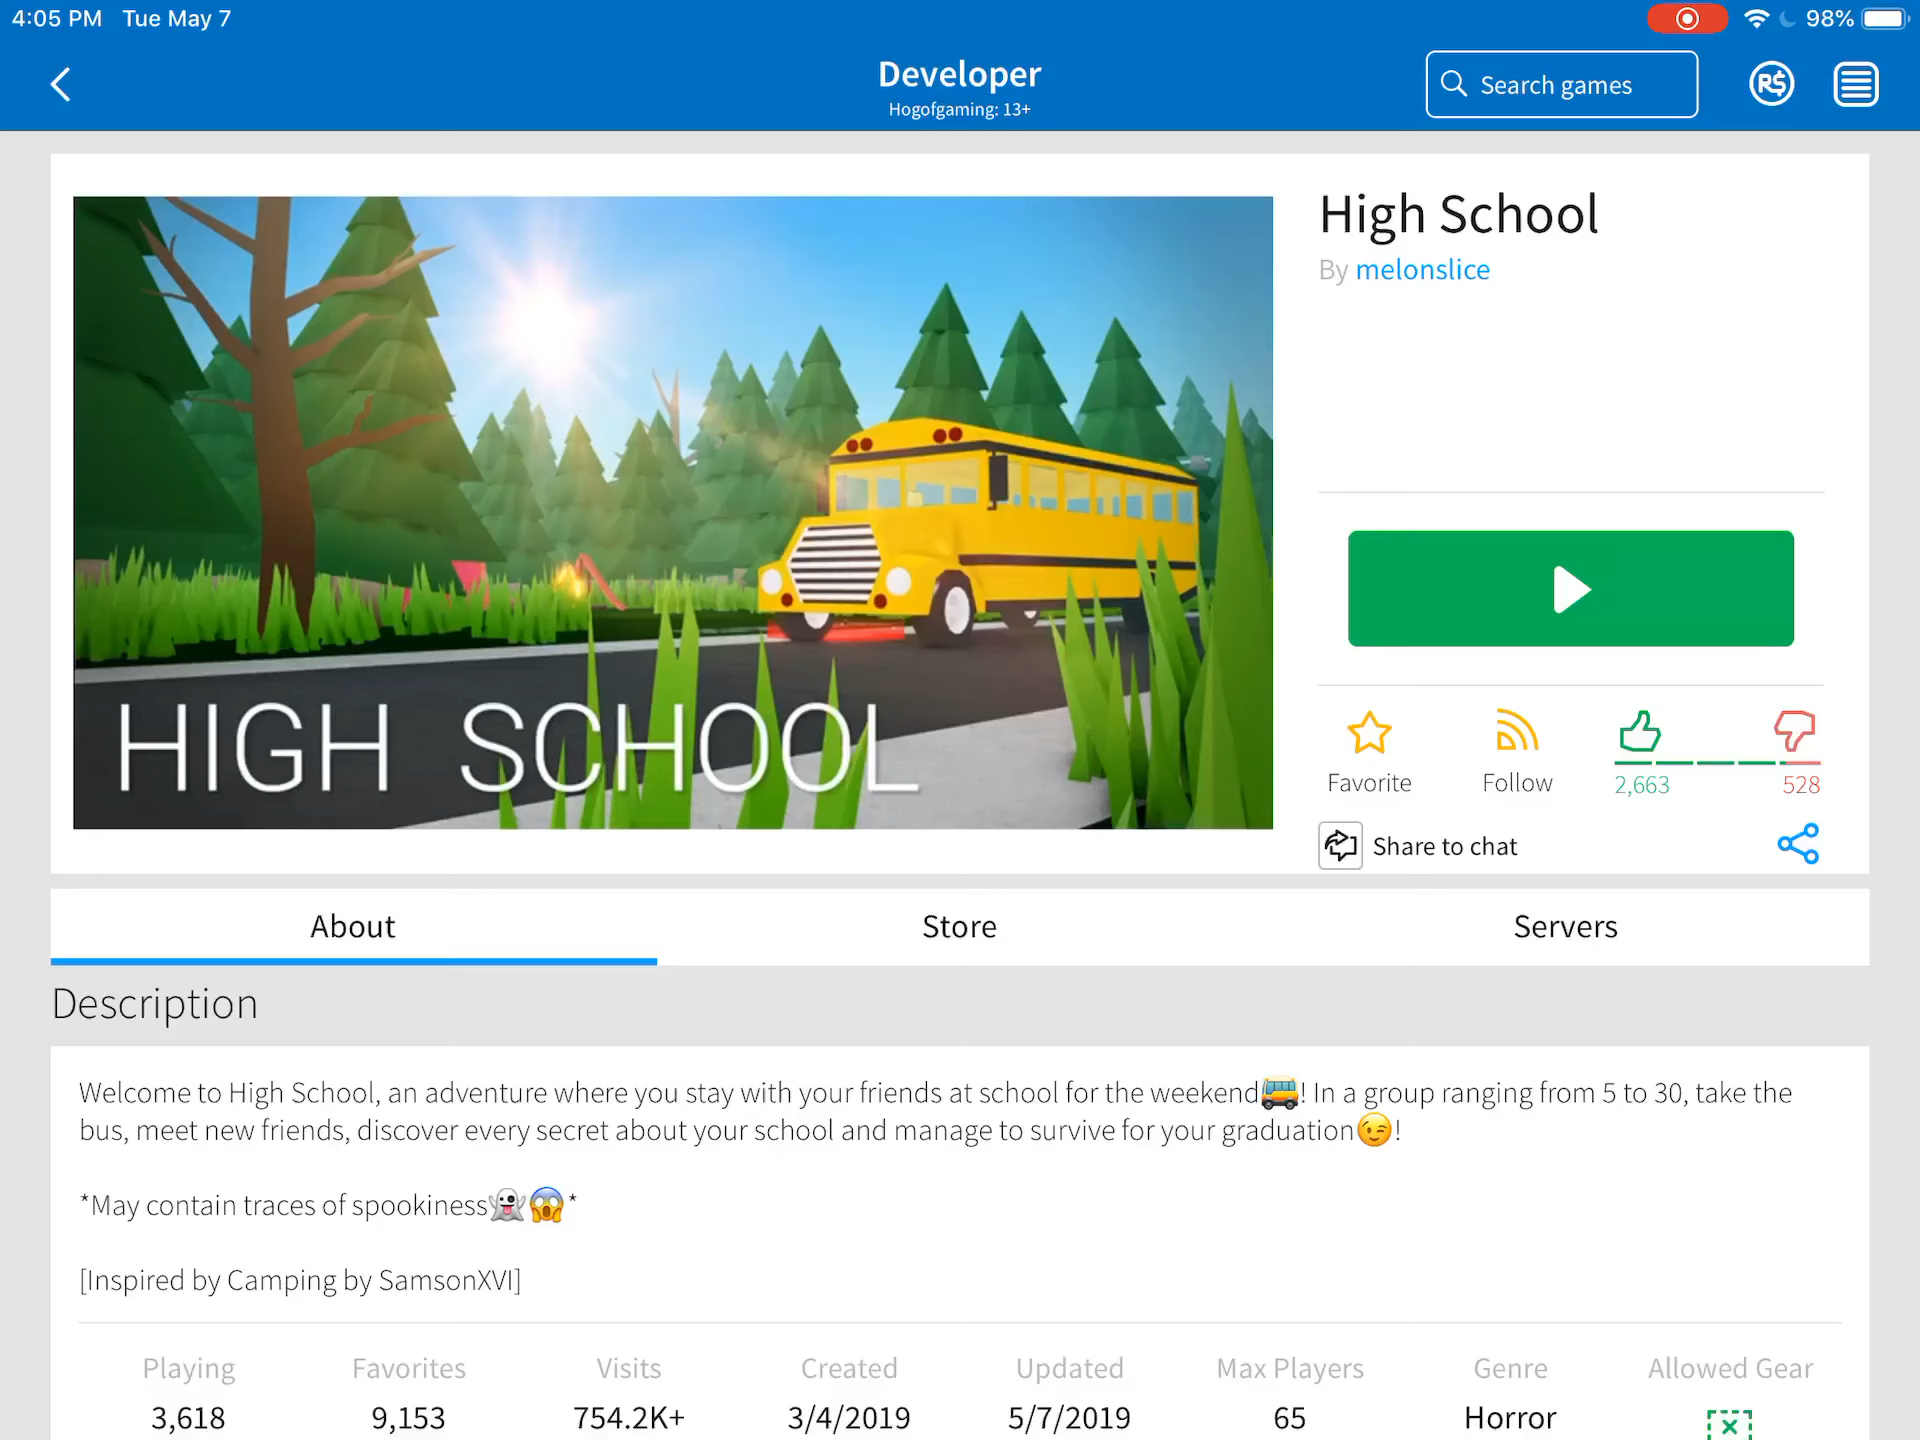 4:05 PM Tue May 7
98%
Developer
Hogofgaming: 13+
Search games
R$
High School
By melonslice
HIGH SCHOOL
Favorite
Follow
2,663
528
Share to chat
About
Store
Servers
Description
Welcome to High School, an adventure where you stay with your friends at school for the weekend🚌! In a group ranging from 5 to 30, take the
bus, meet new friends, discover every secret about your school and manage to survive for your graduation😉!
*May contain traces of spookiness👻😱*
[Inspired by Camping by SamsonXVI]
Playing Favorites Visits Created Updated Max Players Genre Allowed Gear
3,618 9,153 754.2K+ 3/4/2019 5/7/2019 65 Horror